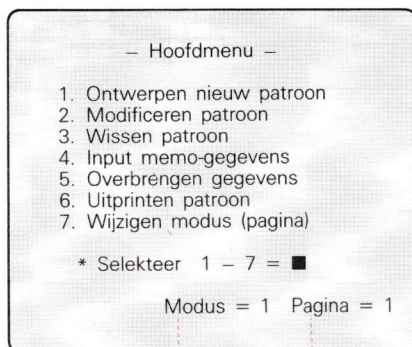 – Hoofdmenu –
1. Ontwerpen nieuw patroon
2. Modificeren patroon
3. Wissen patroon
4. Input memo-gegevens
5. Overbrengen gegevens
6. Uitprinten patroon
7. Wijzigen modus (pagina)
* Selekteer 1 – 7 = ■
Modus = 1 Pagina = 1